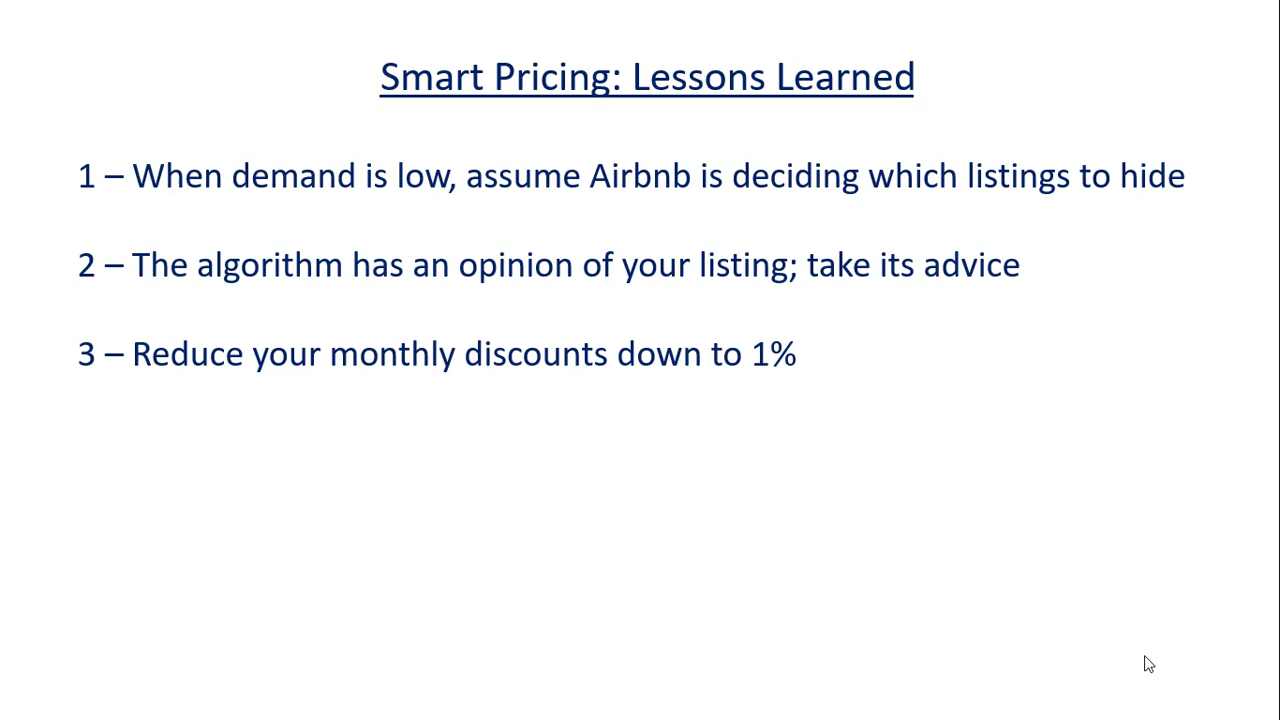 Smart Pricing: Lessons Learned
1 – When demand is low, assume Airbnb is deciding which listings to hide
2 – The algorithm has an opinion of your listing; take its advice
3 – Reduce your monthly discounts down to 1%